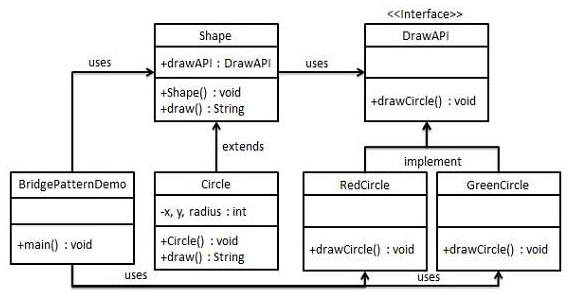 <<Interface>>
Shape
DrawAPI
+drawAPI : DrawAPI
uses
uses
+Shape() : void
+draw() : String
+drawCircle() : void
extends
implement
BridgePatternDemo
Circle
RedCircle
GreenCircle
-x, y, radius : int
+main() : void
+Circle() : void
+draw() : String
+drawCircle() : void
+drawCircle() : void
uses
uses